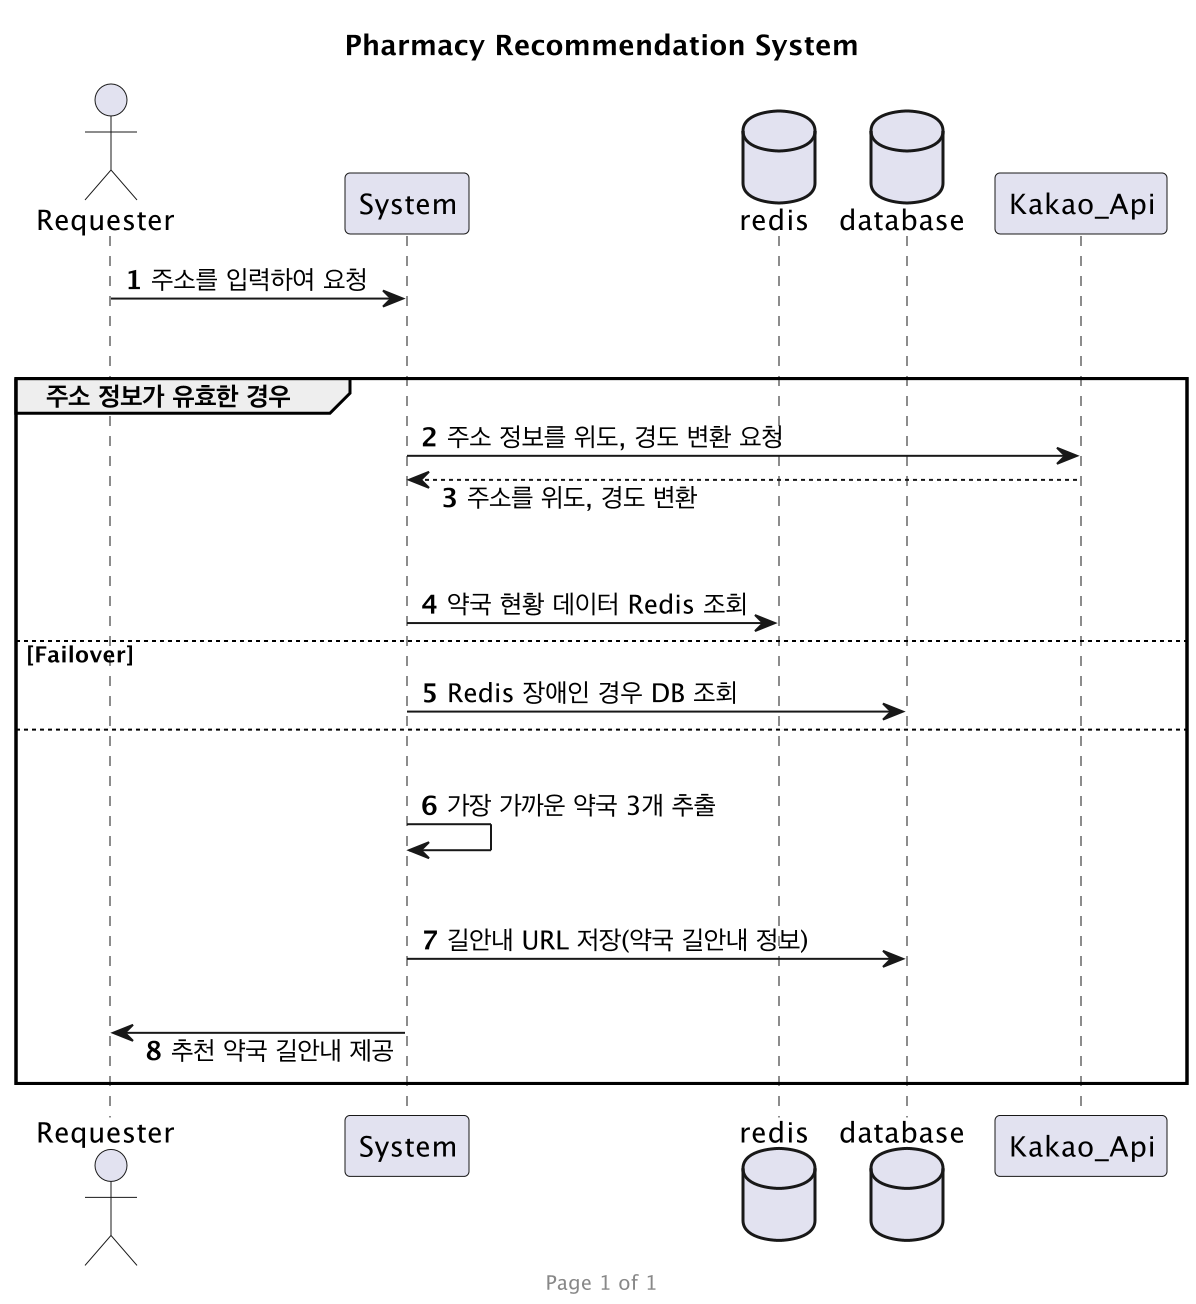 Pharmacy Recommendation System
Requester
System
redis
database
Kakao_Api
1 주소를 입력하여 요청
주소 정보가 유효한 경우
2 주소 정보를 위도, 경도 변환 요청
3 주소를 위도, 경도 변환
4 약국 현황 데이터 Redis 조회
[Failover]
5 Redis 장애인 경우 DB 조회
6 가장 가까운 약국 3개 추출
7 길안내 URL 저장(약국 길안내 정보)
8 추천 약국 길안내 제공
Requester
System
redis
database
Kakao_Api
Page 1 of 1